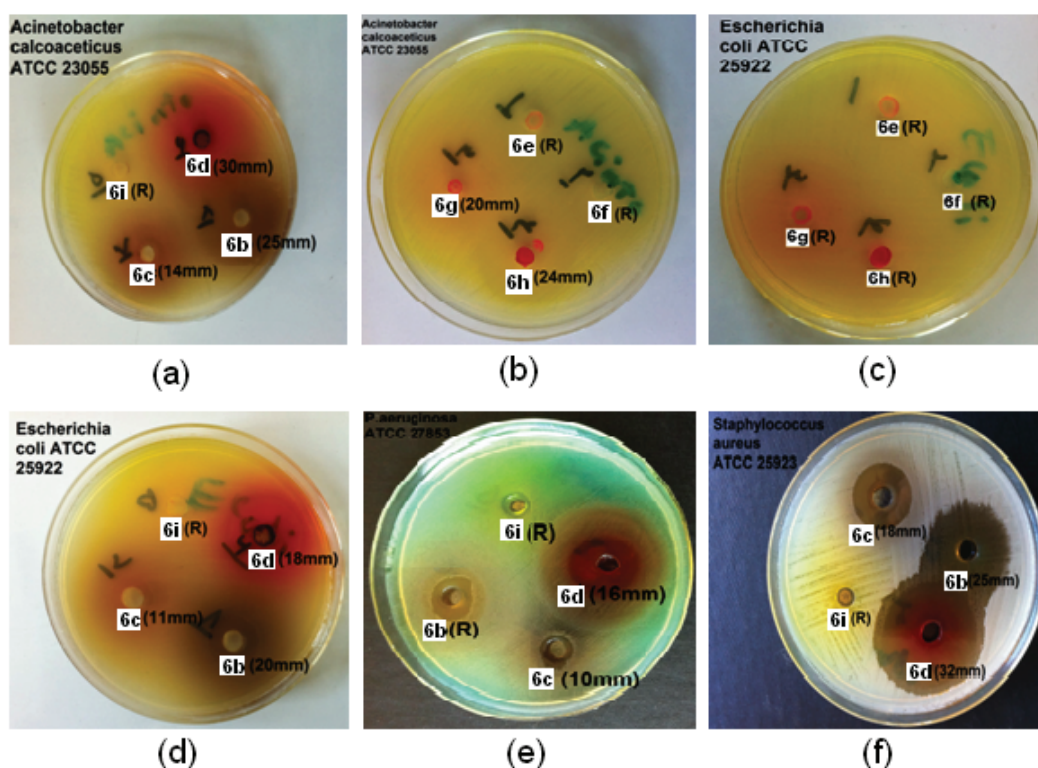 Acinetobacter
calcoaceticus
ATCC 23055
6d (30mm)
6i (R)
6b (25mm)
6c (14mm)
(a)
Acinetobacter
calcoaceticus
ATCC 23055
6e (R)
6g (20mm)
6f (R)
6h (24mm)
(b)
Escherichia
coli ATCC
25922
6e (R)
6f (R)
6g (R)
6h (R)
(c)
Escherichia
coli ATCC
25922
6i (R)
6d (18mm)
6c (11mm)
6b (20mm)
(d)
P.aeruginosa
ATCC 27853
6i (R)
6d (16mm)
6b (R)
6c (10mm)
(e)
Staphylococcus
aureus
ATCC 25923
6c (18mm)
6b (25mm)
6i (R)
6d (32mm)
(f)